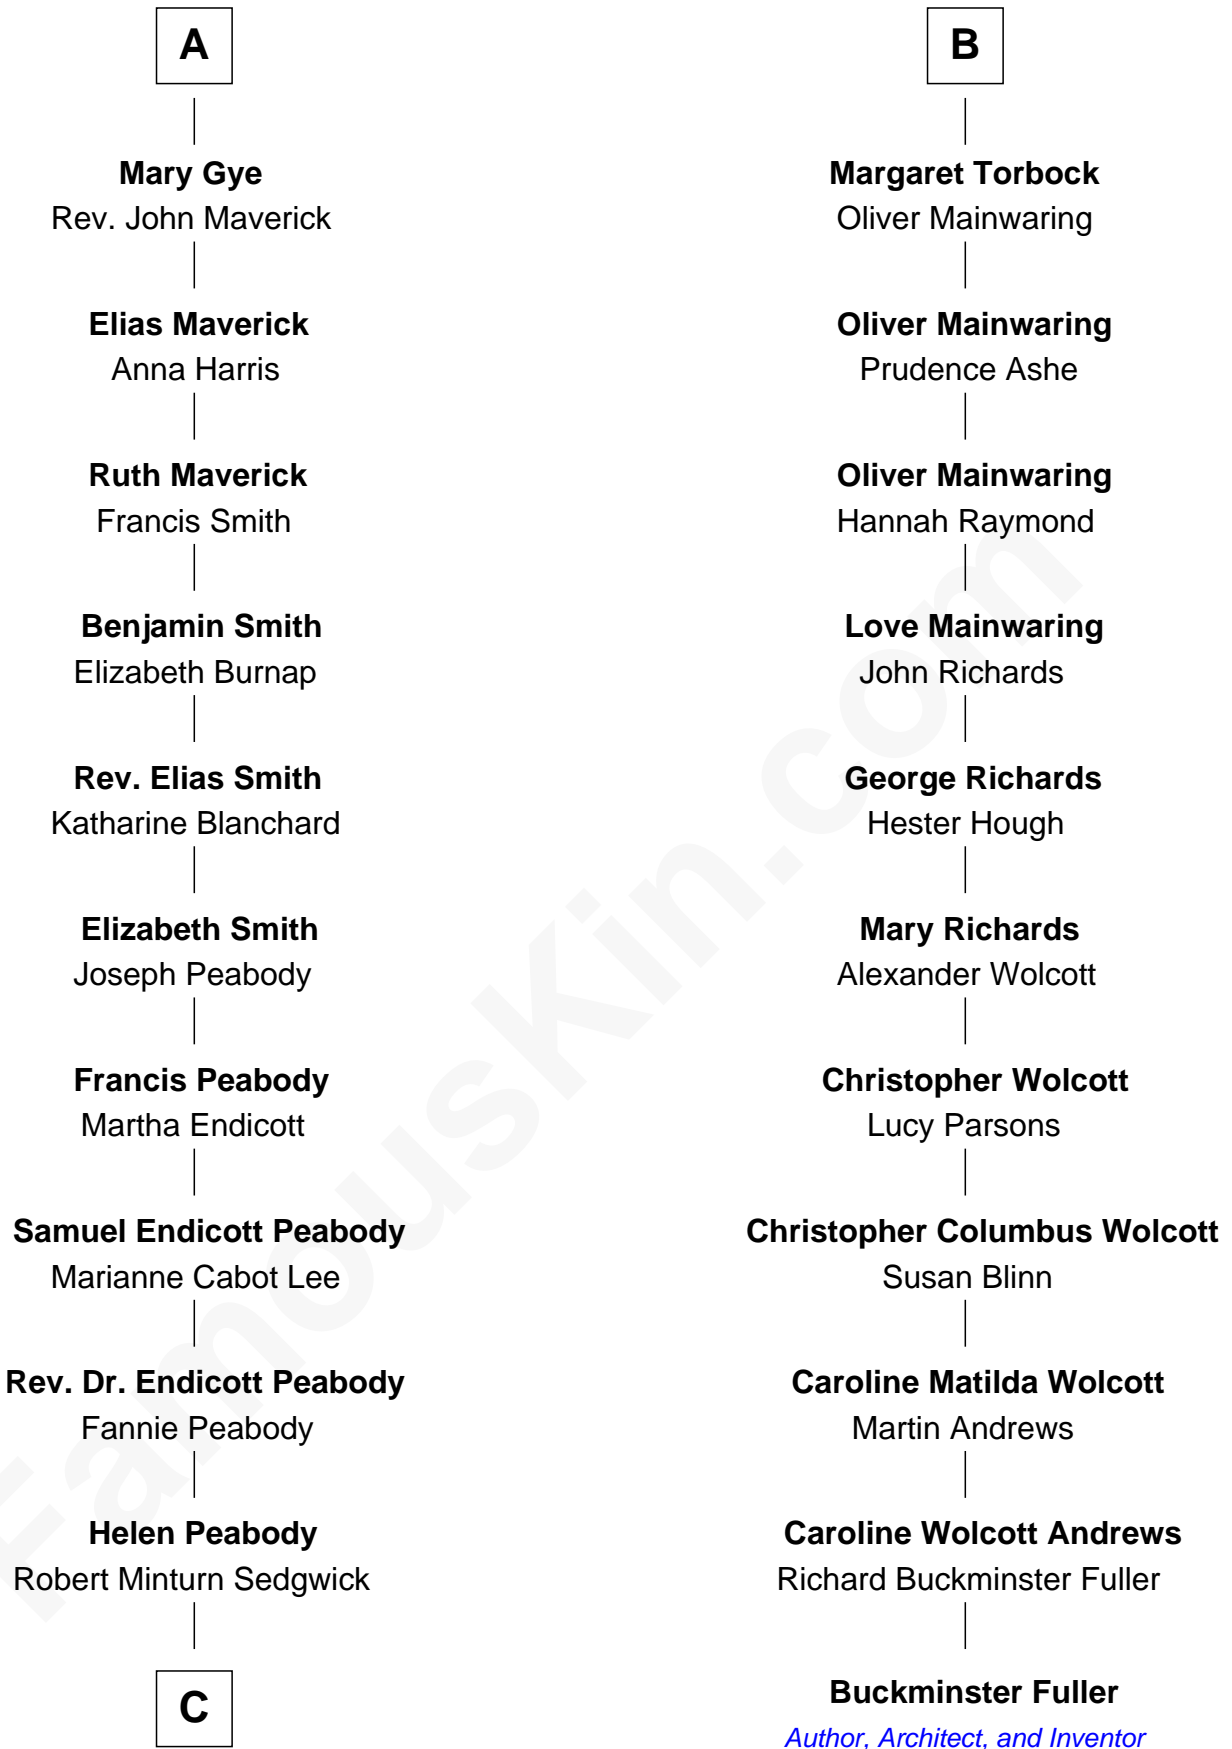 A
Mary Gye
Rev. John Maverick
Elias Maverick
Anna Harris
Ruth Maverick
Francis Smith
Benjamin Smith
Elizabeth Burnap
Rev. Elias Smith
Katharine Blanchard
Elizabeth Smith
Joseph Peabody
Francis Peabody
Martha Endicott
Samuel Endicott Peabody
Marianne Cabot Lee
Rev. Dr. Endicott Peabody
Fannie Peabody
Helen Peabody
Robert Minturn Sedgwick
C
B
Margaret Torbock
Oliver Mainwaring
Oliver Mainwaring
Prudence Ashe
Oliver Mainwaring
Hannah Raymond
Love Mainwaring
John Richards
George Richards
Hester Hough
Mary Richards
Alexander Wolcott
Christopher Wolcott
Lucy Parsons
Christopher Columbus Wolcott
Susan Blinn
Caroline Matilda Wolcott
Martin Andrews
Caroline Wolcott Andrews
Richard Buckminster Fuller
Buckminster Fuller
Author, Architect, and Inventor
FamousKin.com